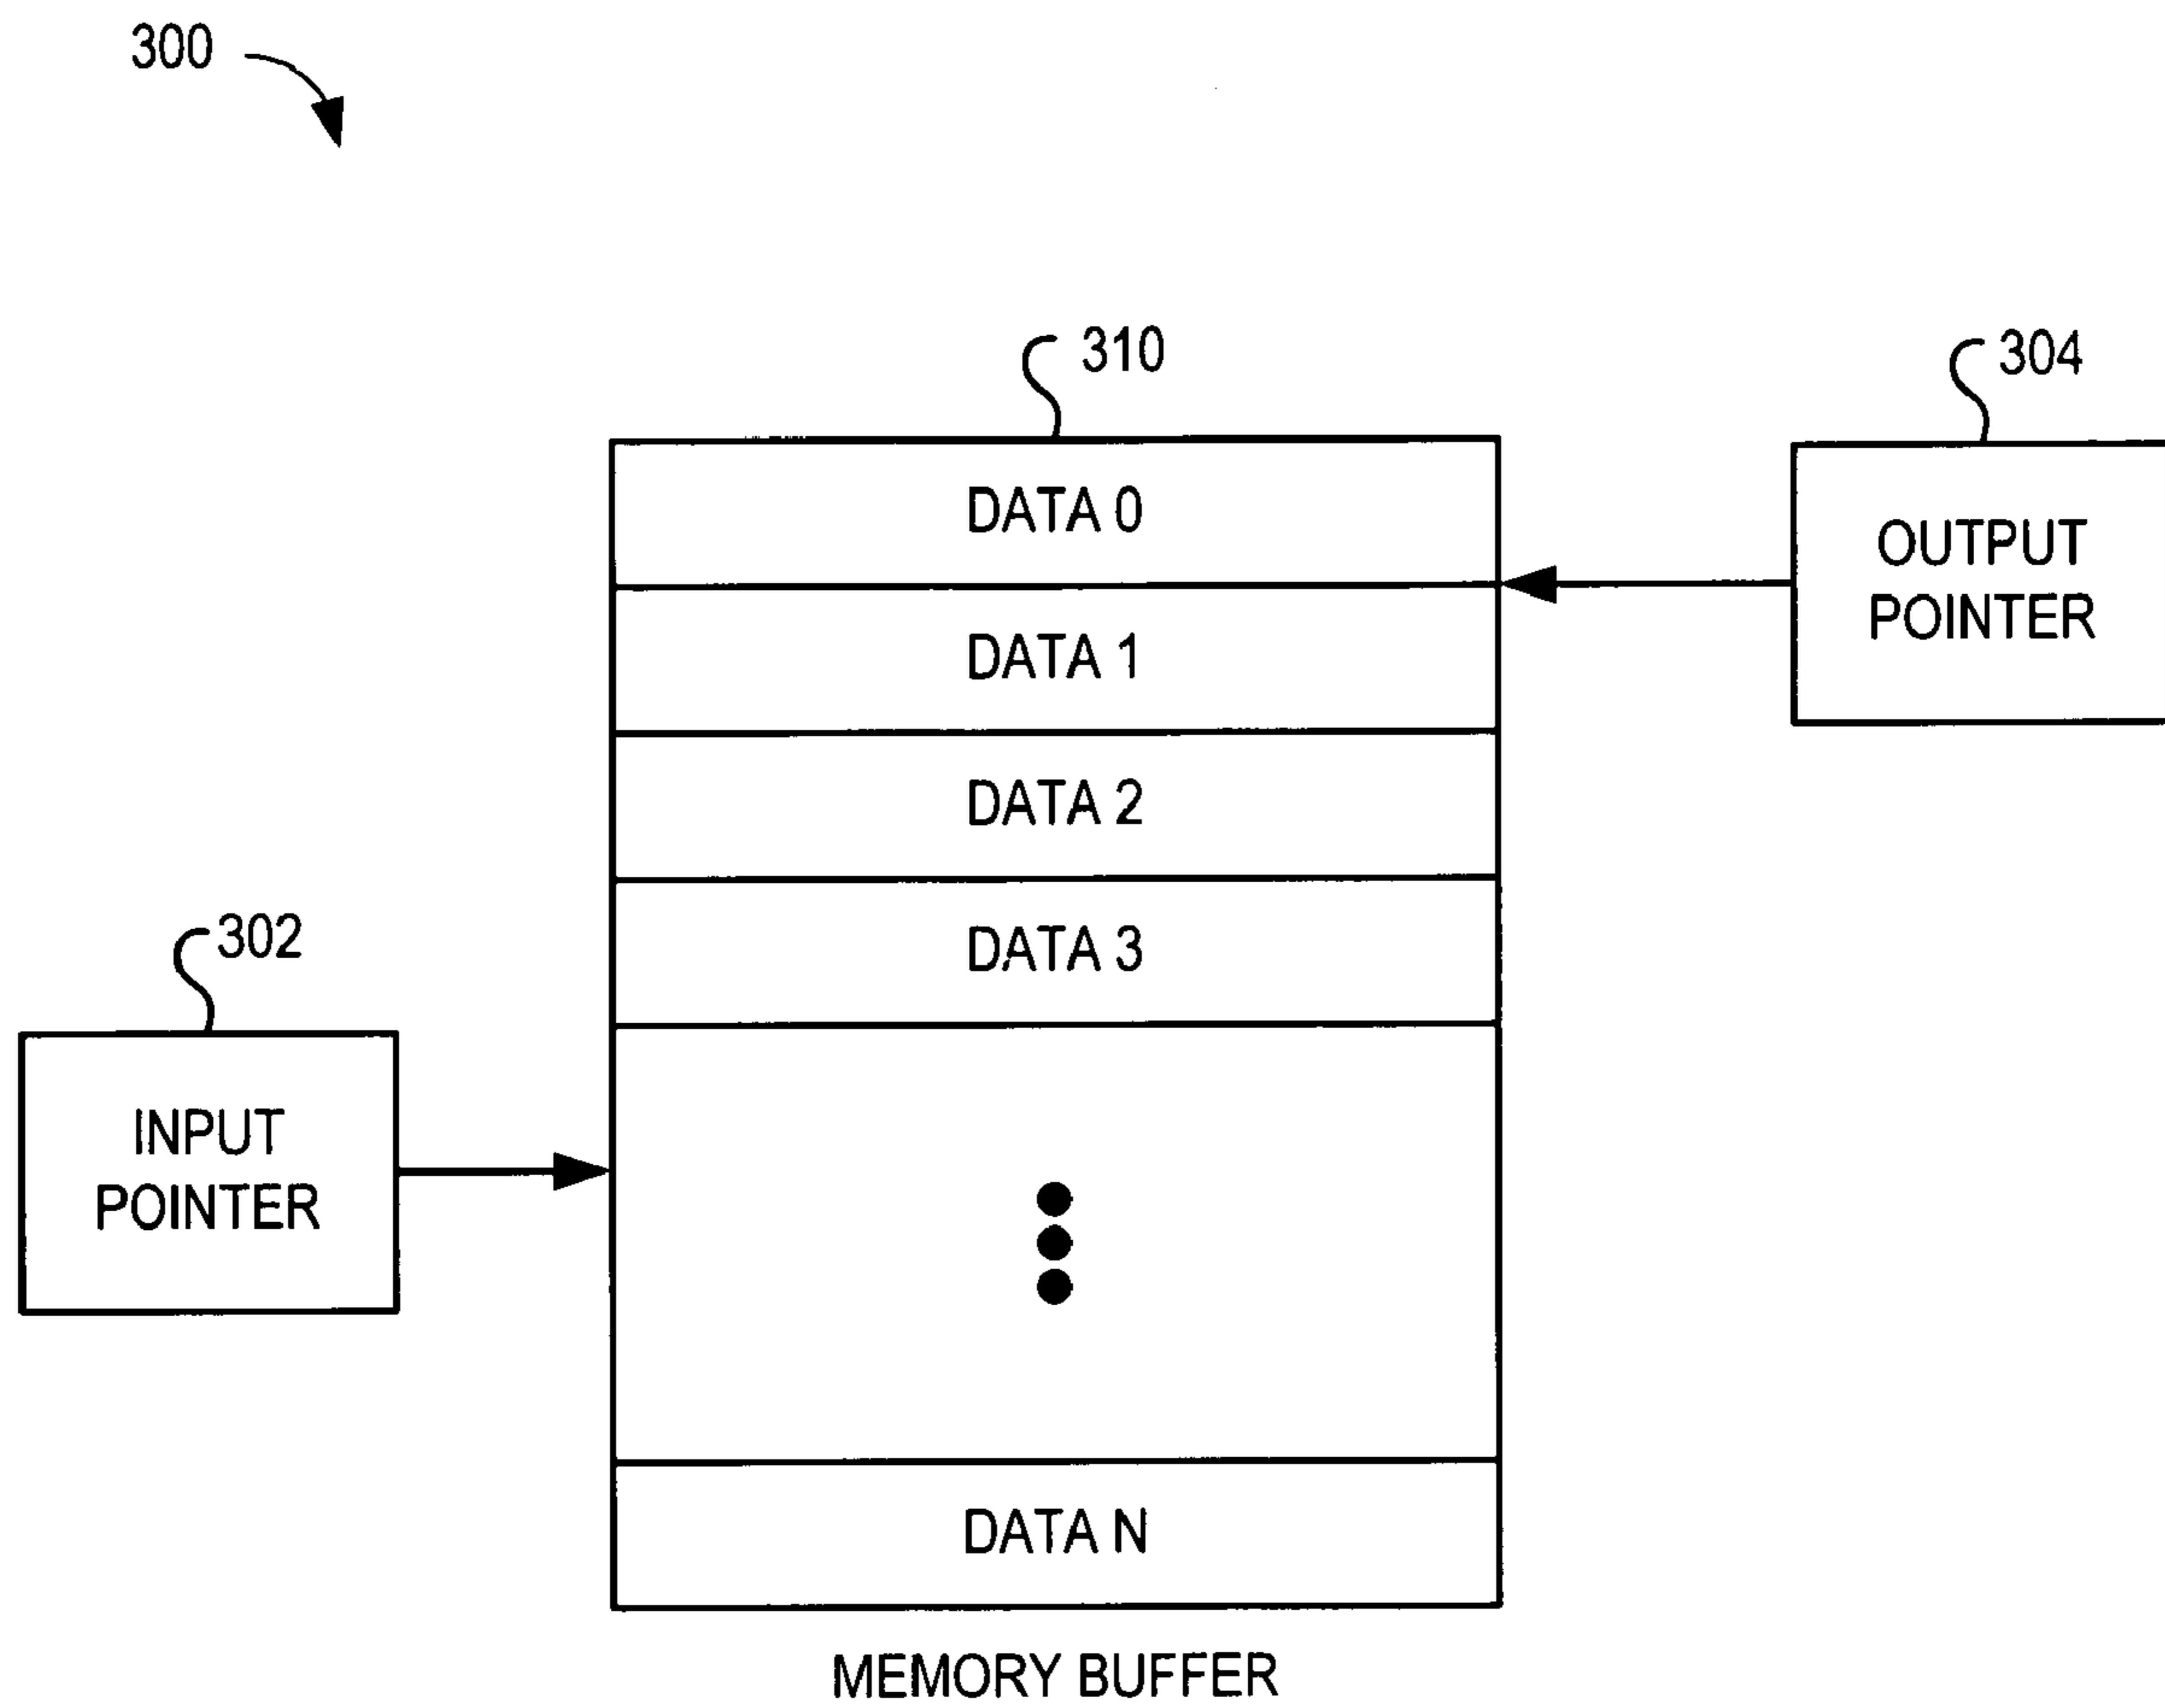 300
310
304
DATA 0
OUTPUT
POINTER
DATA 1
DATA 2
302
DATA 3
INPUT
POINTER
DATA N
MEMORY BUFFER